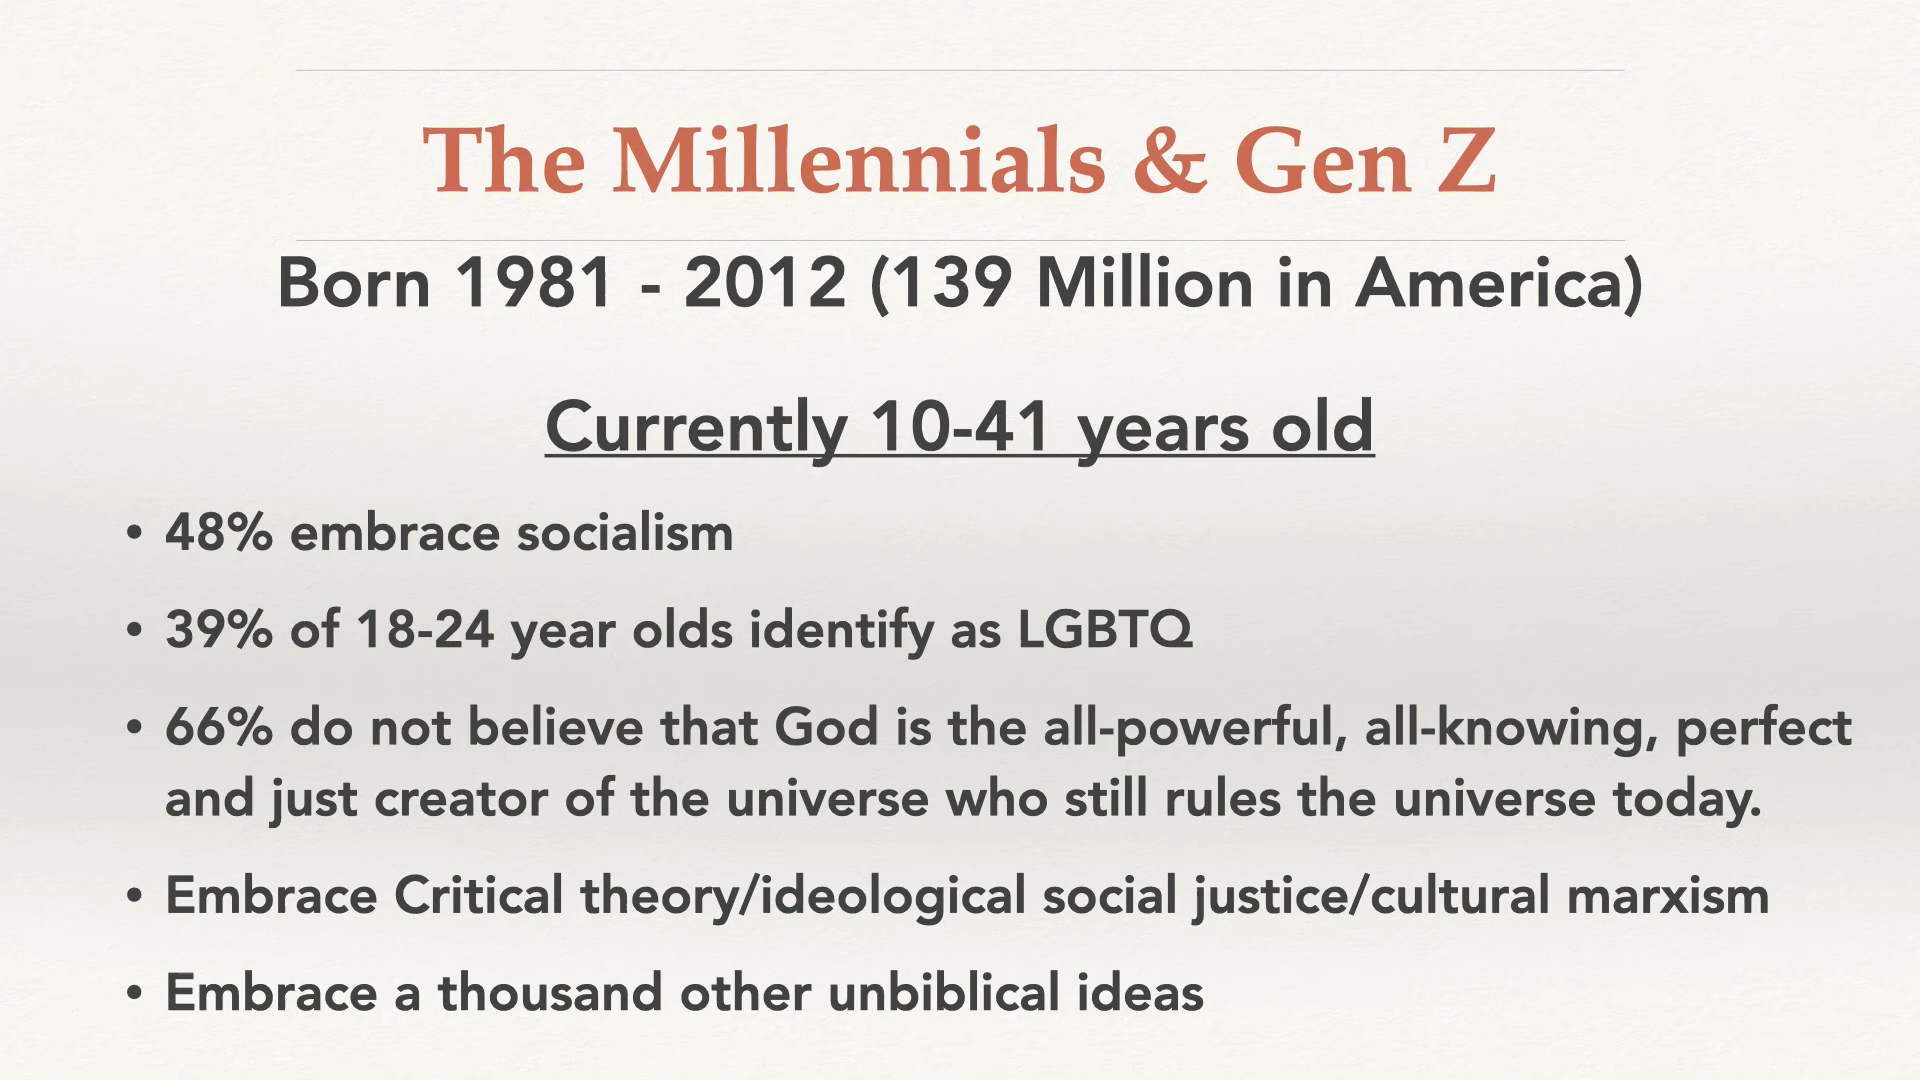 The Millennials & Gen Z
Born 1981 - 2012 (139 Million in America)
Currently 10-41 years old
• 48% embrace socialism
• 39% of 18-24 year olds identify as LGBTQ
• 66% do not believe that God is the all-powerful, all-knowing, perfect
and just creator of the universe who still rules the universe today.
• Embrace Critical theory/ideological social justice/cultural marxism
• Embrace a thousand other unbiblical ideas